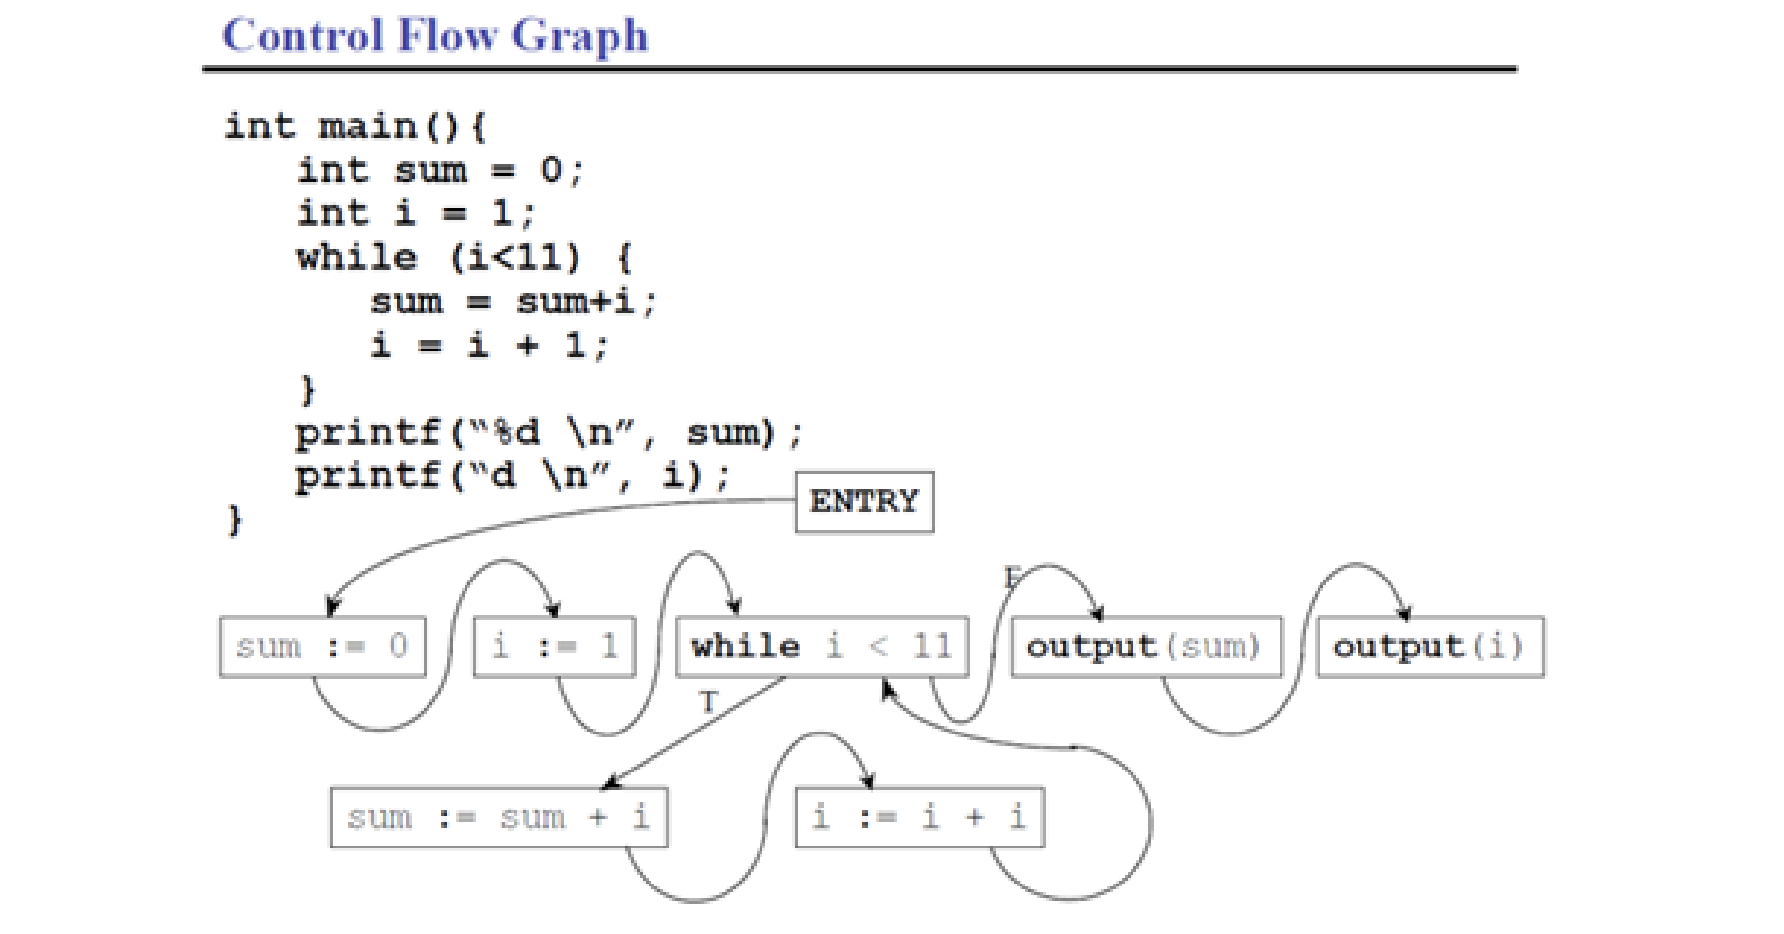 Control Flow Graph
int main(){
int sum = 0;
int i = 1;
while (i<11) {
sum = sum+i;
i = i + 1;
}
printf(“%d \n”, sum);
printf(“d \n”, i);
}
ENTRY
F
sum := 0
i := 1
while i < 11
output(sum)
output(i)
T
sum := sum + i
i := i + i